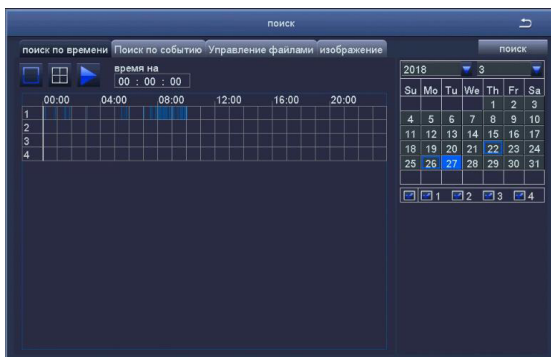 поиск
поиск по времени Поиск по событию Управление файлами изображение
поиск
время на
00 : 00 : 00
2018 3
Su Mo Tu We Th Fr Sa
1 2 3
4 5 6 7 8 9 10
11 12 13 14 15 16 17
18 19 20 21 22 23 24
25 26 27 28 29 30 31
1 2 3 4
00:00 04:00 08:00 12:00 16:00 20:00
1
2
3
4